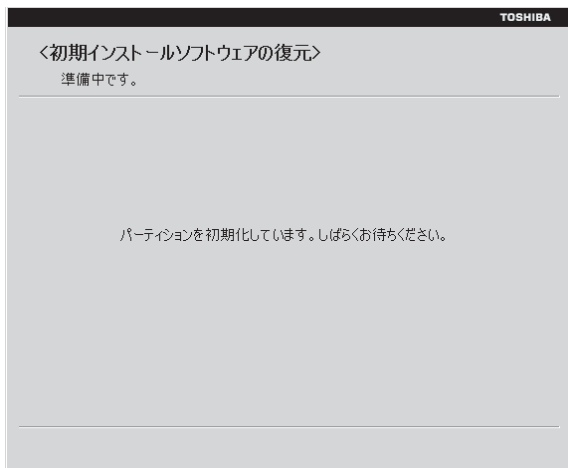 TOSHIBA
<初期インストールソフトウェアの復元>
準備中です。
パーティションを初期化しています。しばらくお待ちください。